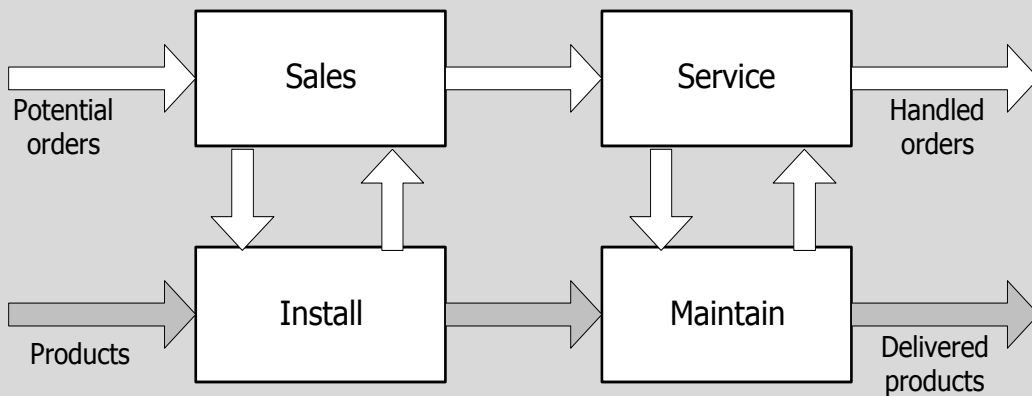 Sales
Service
Potential
orders
Handled
orders
Install
Maintain
Products
Delivered
products